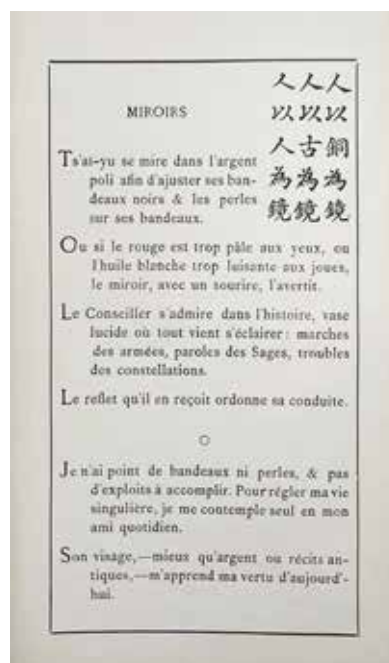 人以銅為鏡
人以古為鏡
人以人為鏡
MIROIRS
Ts'aï-yu se mire dans l'argent
poli afin d'ajuster ses ban-
deaux noirs & les perles
sur ses bandeaux.
Ou si le rouge est trop pâle aux yeux, ou
l'huile blanche trop luisante aux joues,
le miroir, avec un sourire, l'avertit.
Le Conseiller s'admire dans l'histoire, vase
lucide où tout vient s'éclairer : marches
des armées, paroles des Sages, troubles
des constellations.
Le reflet qu'il en reçoit ordonne sa conduite.
○
Je n'ai point de bandeaux ni perles, & pas
d'exploits à accomplir. Pour régler ma vie
singulière, je me contemple seul en mon
ami quotidien.
Son visage,—mieux qu'argent ou récits an-
tiques,—m'apprend ma vertu d'aujourd'-
hui.